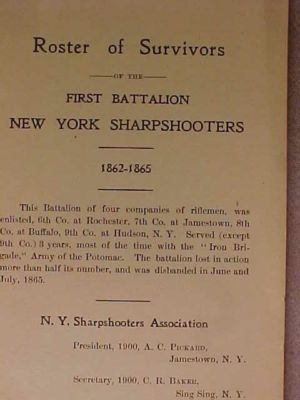 Roster of Survivors
OF THE
FIRST BATTALION
NEW YORK SHARPSHOOTERS
1862-1865
This Battalion of four companies of riflemen, was
enlisted, 6th Co. at Rochester, 7th Co. at Jamestown, 8th
Co. at Buffalo, 9th Co. at Hudson, N. Y. Served (except
9th Co.) 3 years, most of the time with the "Iron Bri-
gade," Army of the Potomac. The battalion lost in action
more than half its number, and was disbanded in June and
July, 1865.
N. Y. Sharpshooters Association
President, 1900, A. C. PICKARD,
Jamestown, N. Y.
Secretary, 1900, C. R. BAKER,
Sing Sing, N. Y.